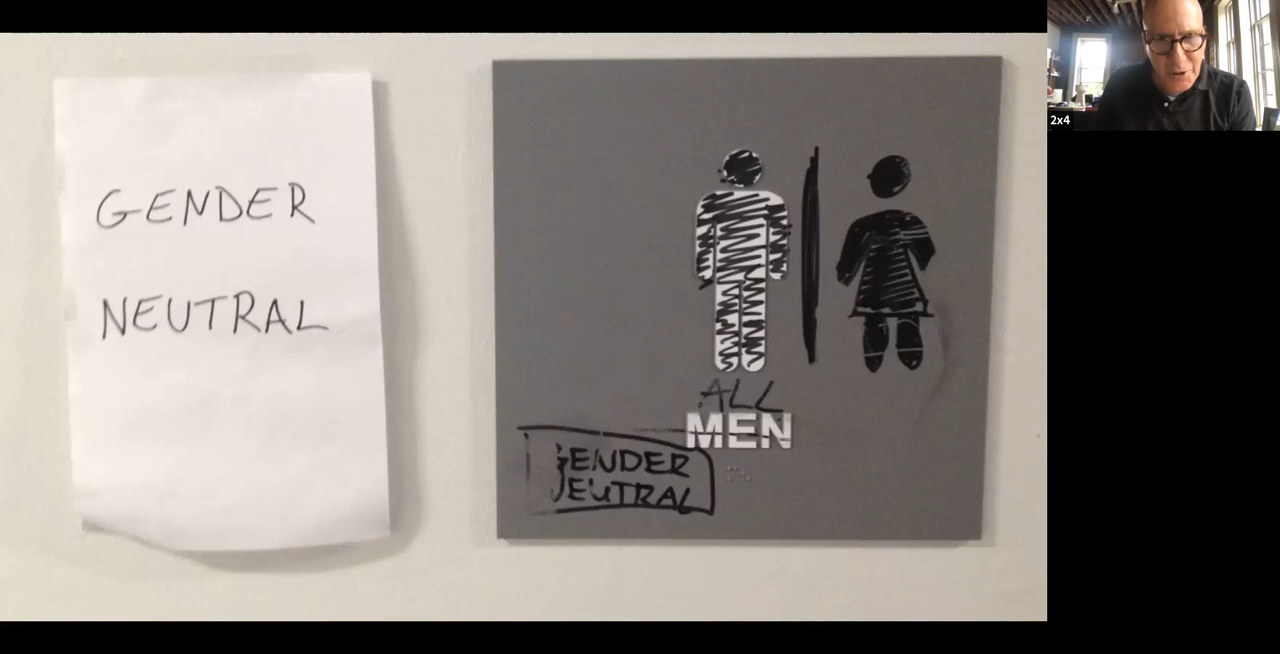 GENDER
NEUTRAL
ALL
MEN
GENDER
NEUTRAL
2x4